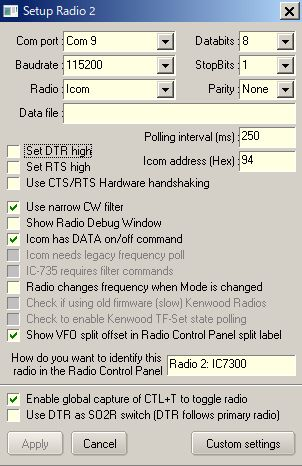 Setup Radio 2
Com port : Com 9 Databits : 8
Baudrate : 115200 StopBits : 1
Radio : Icom Parity : None
Data file :
Polling interval (ms) : 250
Set DTR high
Icom address (Hex) : 94
Set RTS high
Use CTS/RTS Hardware handshaking
Use narrow CW filter
Show Radio Debug Window
Icom has DATA on/off command
Icom needs legacy frequency poll
IC-735 requires filter commands
Radio changes frequency when Mode is changed
Check if using old firmware (slow) Kenwood Radios
Check to enable Kenwood TF-Set state polling
Show VFO split offset in Radio Control Panel split label
How do you want to identify this
radio in the Radio Control Panel
Radio 2: IC7300
Enable global capture of CTL+T to toggle radio
Use DTR as SO2R switch (DTR follows primary radio)
Apply Cancel Custom settings